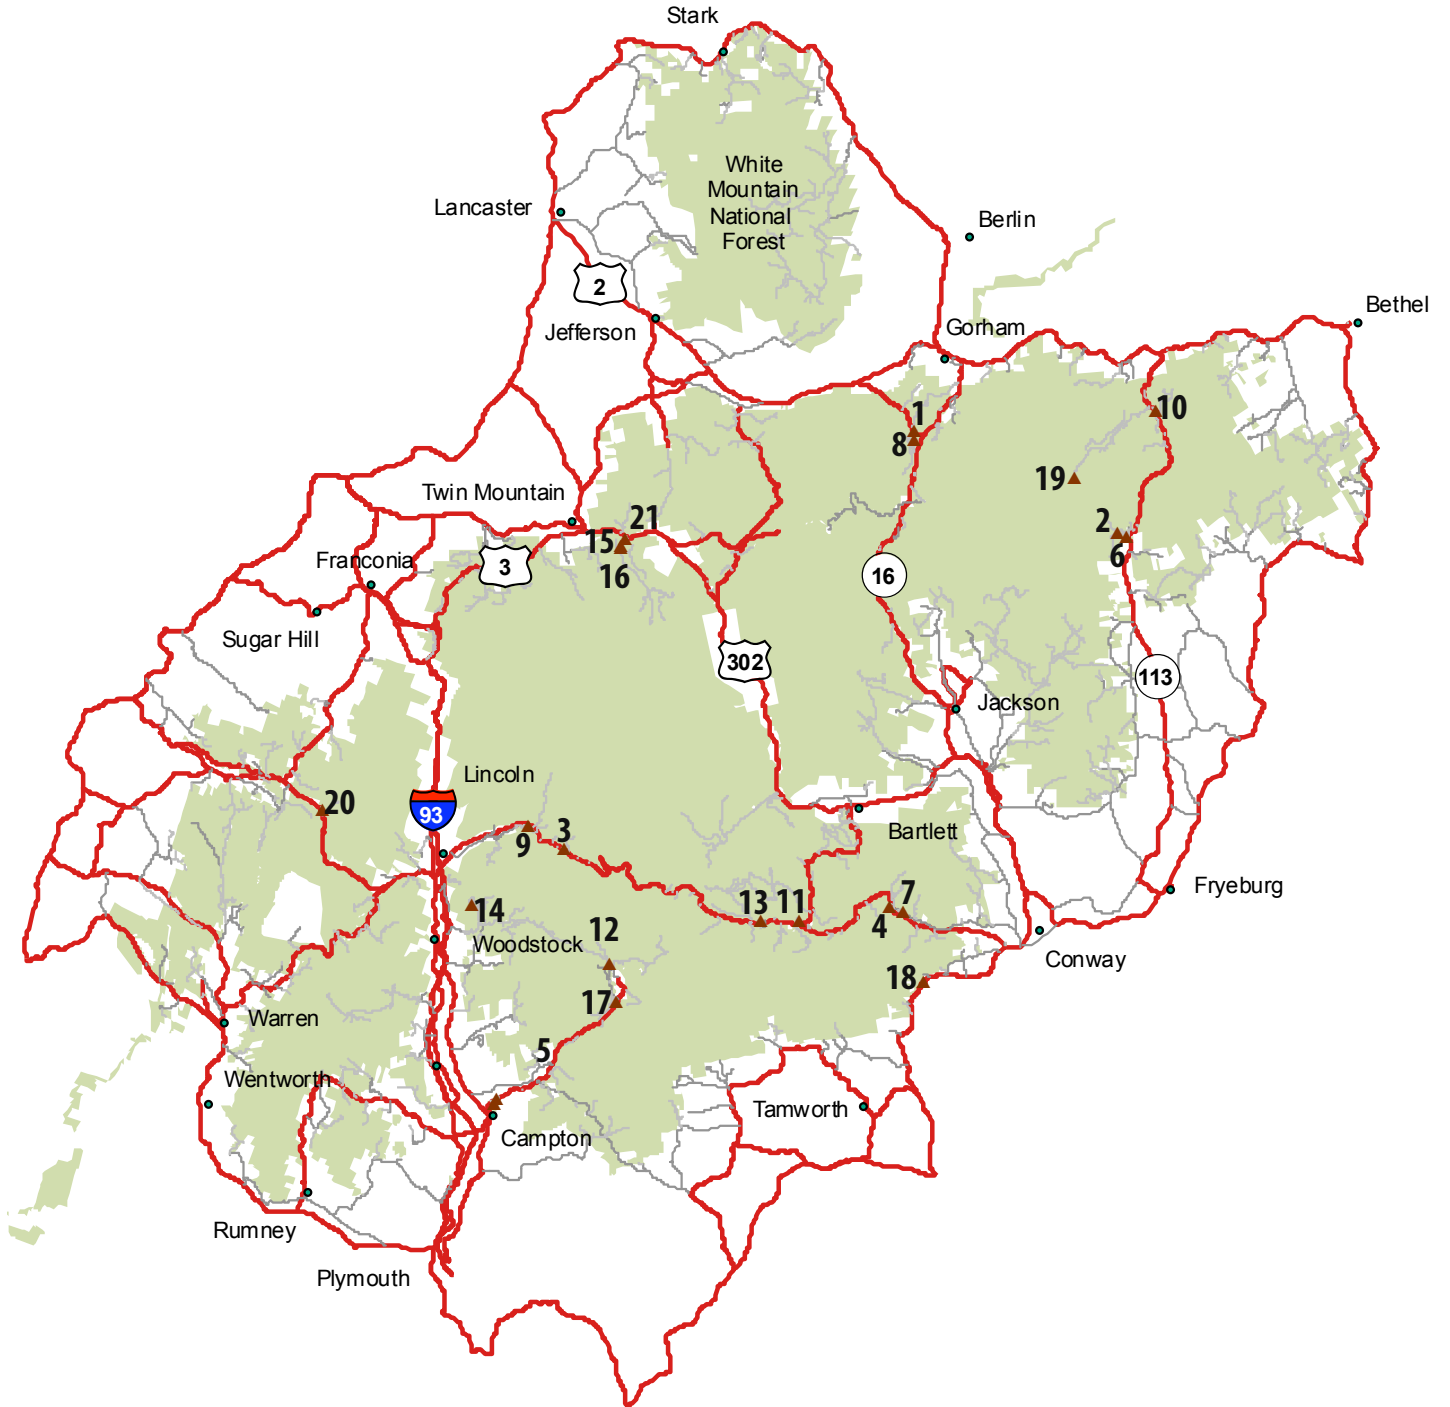 Stark
White
Mountain
National
Forest
Lancaster
Berlin
2
Bethel
Jefferson
Gorham
1
10
8
19
Twin Mountain
21
2
15
6
Franconia
3
16
16
Sugar Hill
302
113
Jackson
Lincoln
20
93
Bartlett
9
3
Fryeburg
14
13
11
7
4
Woodstock
12
Conway
18
17
Warren
5
Wentworth
Tamworth
Campton
Rumney
Plymouth